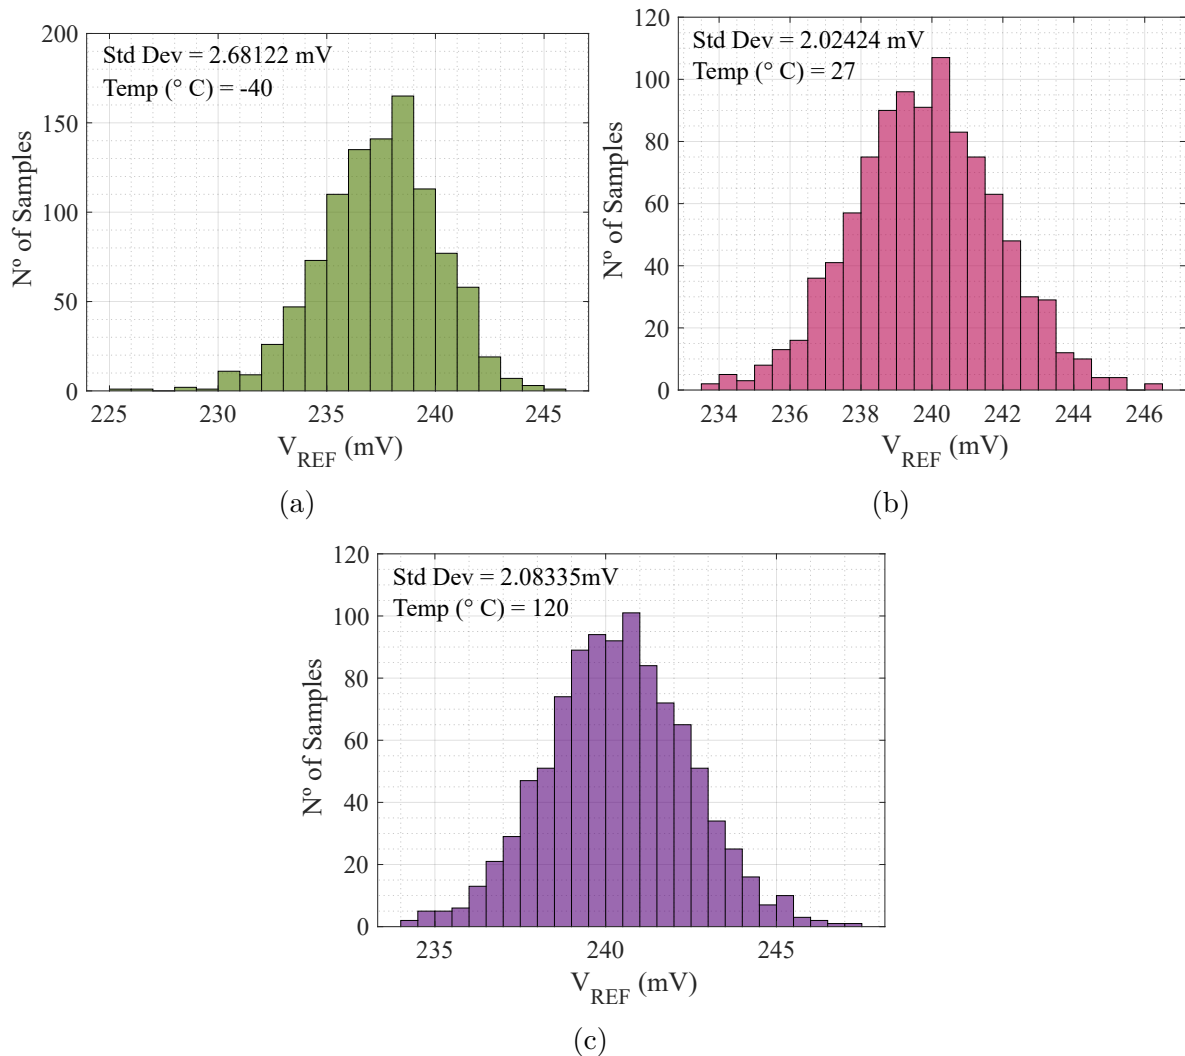 200
150
100
50
0
Std Dev = 2.68122 mV
Temp (° C) = -40
Nº of Samples
225 230 235 240 245
V_REF (mV)
(a)
120
100
80
60
40
20
0
Std Dev = 2.02424 mV
Temp (° C) = 27
Nº of Samples
234 236 238 240 242 244 246
V_REF (mV)
(b)
120
100
80
60
40
20
0
Std Dev = 2.08335mV
Temp (° C) = 120
Nº of Samples
235 240 245
V_REF (mV)
(c)